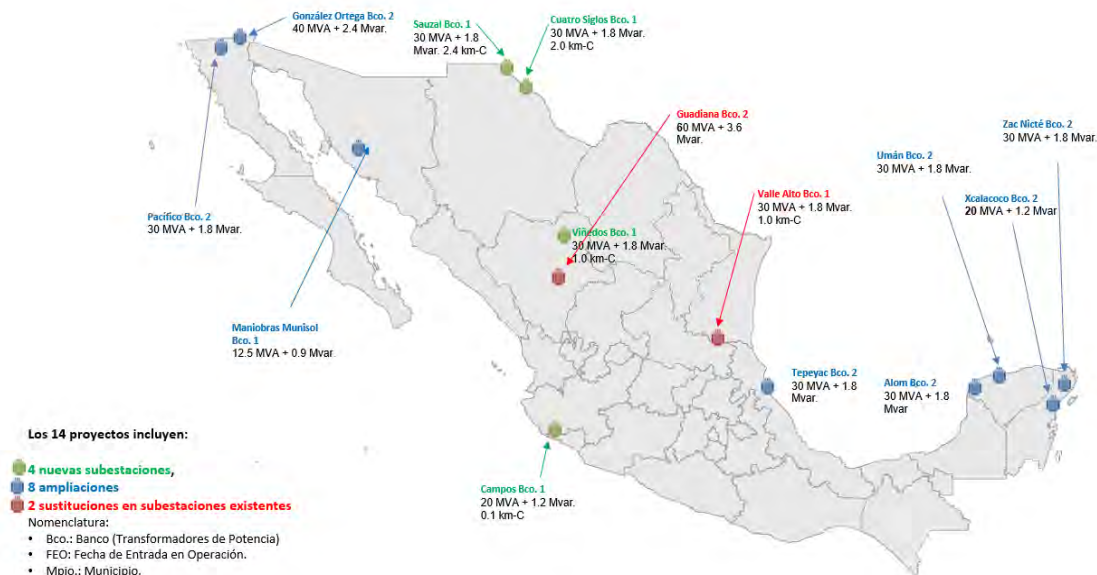 González Ortega Bco. 2
40 MVA + 2.4 Mvar.
Sauzal Bco. 1
30 MVA + 1.8
Mvar. 2.4 km-C
Cuatro Siglos Bco. 1
30 MVA + 1.8 Mvar.
2.0 km-C
Guadiana Bco. 2
60 MVA + 3.6
Mvar.
Zac Nicté Bco. 2
30 MVA + 1.8 Mvar.
Umán Bco. 2
30 MVA + 1.8 Mvar.
Valle Alto Bco. 1
30 MVA + 1.8 Mvar.
1.0 km-C
Xcalacoco Bco. 2
20 MVA + 1.2 Mvar
Pacífico Bco. 2
30 MVA + 1.8 Mvar.
Viñedos Bco. 1
30 MVA + 1.8 Mvar.
1.0 km-C
Maniobras Munisol
Bco. 1
12.5 MVA + 0.9 Mvar.
Tepeyac Bco. 2
30 MVA + 1.8
Mvar.
Alom Bco. 2
30 MVA + 1.8
Mvar
Campos Bco. 1
20 MVA + 1.2 Mvar.
0.1 km-C
Los 14 proyectos incluyen:
4 nuevas subestaciones,
8 ampliaciones
2 sustituciones en subestaciones existentes
Nomenclatura:
• Bco.: Banco (Transformadores de Potencia)
• FEO: Fecha de Entrada en Operación.
• Mpio.: Municipio.